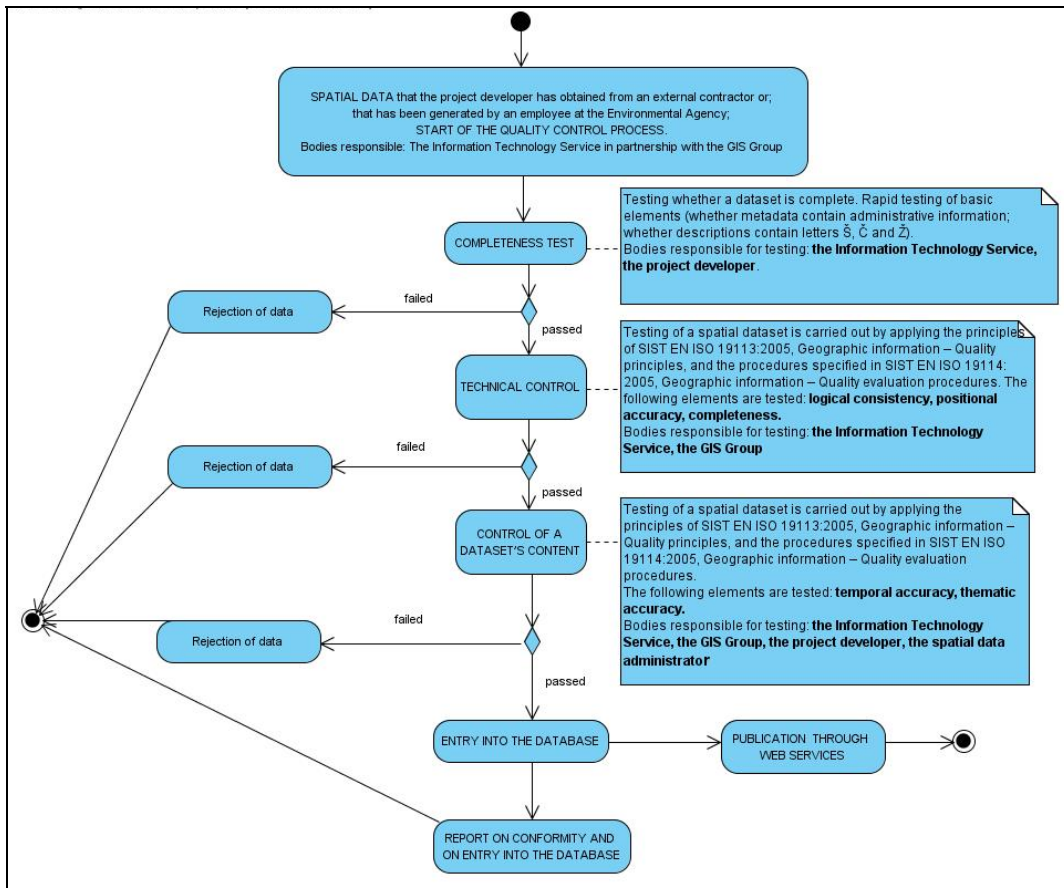 SPATIAL DATA that the project developer has obtained from an external contractor or;
that has been generated by an employee at the Environmental Agency;
START OF THE QUALITY CONTROL PROCESS.
Bodies responsible: The Information Technology Service in partnership with the GIS Group
Testing whether a dataset is complete. Rapid testing of basic
elements (whether metadata contain administrative information;
whether descriptions contain letters Š, Č and Ž).
Bodies responsible for testing: the Information Technology Service,
the project developer.
COMPLETENESS TEST
failed
Rejection of data
passed
Testing of a spatial dataset is carried out by applying the principles
of SIST EN ISO 19113:2005, Geographic information – Quality
principles, and the procedures specified in SIST EN ISO 19114:
2005, Geographic information – Quality evaluation procedures. The
following elements are tested: logical consistency, positional
accuracy, completeness.
Bodies responsible for testing: the Information Technology
Service, the GIS Group
TECHNICAL CONTROL
failed
Rejection of data
passed
Testing of a spatial dataset is carried out by applying the
principles of SIST EN ISO 19113:2005, Geographic information –
Quality principles, and the procedures specified in SIST EN ISO
19114:2005, Geographic information – Quality evaluation
procedures.
The following elements are tested: temporal accuracy, thematic
accuracy.
Bodies responsible for testing: the Information Technology
Service, the GIS Group, the project developer, the spatial data
administrator
CONTROL OF A
DATASET'S CONTENT
failed
Rejection of data
passed
ENTRY INTO THE DATABASE
PUBLICATION THROUGH
WEB SERVICES
REPORT ON CONFORMITY AND
ON ENTRY INTO THE DATABASE